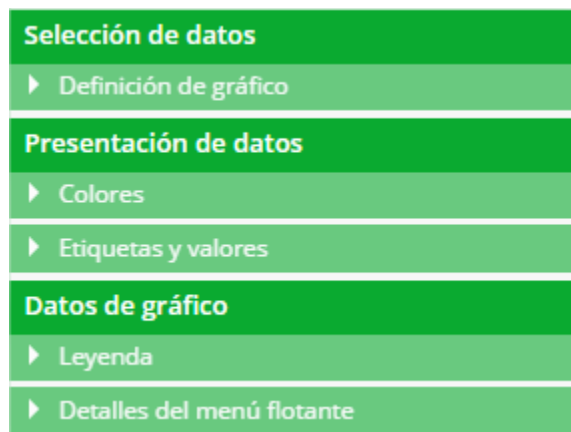 Selección de datos
Definición de gráfico
Presentación de datos
Colores
Etiquetas y valores
Datos de gráfico
Leyenda
Detalles del menú flotante